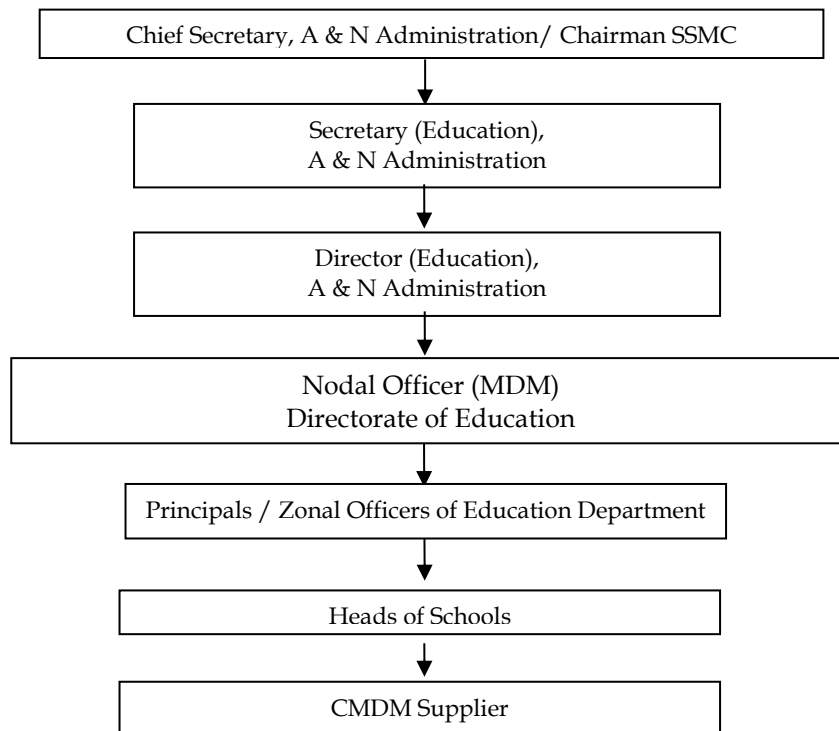 Chief Secretary, A & N Administration/ Chairman SSMC
Secretary (Education),
A & N Administration
Director (Education),
A & N Administration
Nodal Officer (MDM)
Directorate of Education
Principals / Zonal Officers of Education Department
Heads of Schools
CMDM Supplier